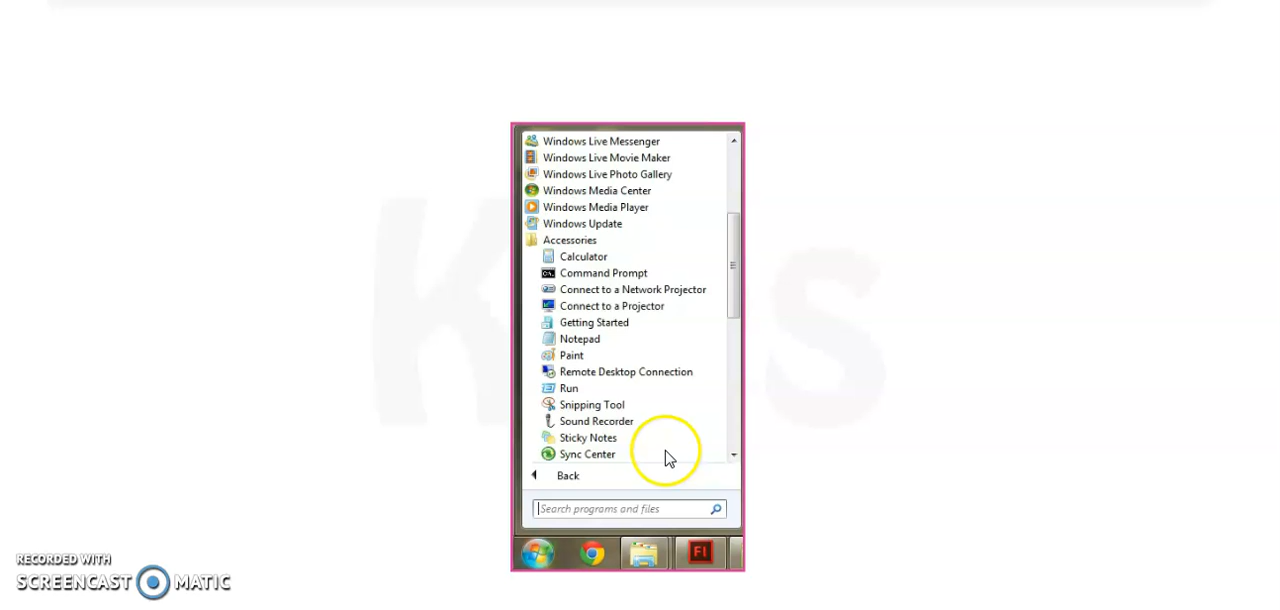 Windows Live Messenger
Windows Live Movie Maker
Windows Live Photo Gallery
Windows Media Center
Windows Media Player
Windows Update
Accessories
Calculator
Command Prompt
Connect to a Network Projector
Connect to a Projector
Getting Started
Notepad
Paint
Remote Desktop Connection
Run
Snipping Tool
Sound Recorder
Sticky Notes
Sync Center
Back
Search programs and files
Fl
RECORDED WITH
SCREENCAST MATIC